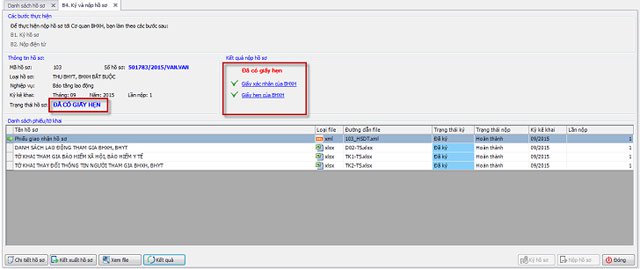 Danh sách hồ sơ
B4. Ký và nộp hồ sơ
Các bước thực hiện
Để thực hiện nộp hồ sơ tới Cơ quan BHXH, bạn làm theo các bước sau:
B1. Ký hồ sơ
B2. Nộp điện tử
Thông tin hồ sơ
Mã hồ sơ: 103 Số hồ sơ: 501783/2015/VAN.VAN
Loại hồ sơ: THU BHYT, BHXH BẮT BUỘC
Nghiệp vụ: Báo tăng lao động
Kỳ kê khai: Tháng: 09 Năm: 2015 Lần nộp: 1
Trạng thái hồ sơ: ĐÃ CÓ GIẤY HẸN
Kết quả nộp hồ sơ
Đã có giấy hẹn
Giấy xác nhận của BHXH
Giấy hẹn của BHXH
Danh sách phiếu/tờ khai
Tên hồ sơ Loại file Đường dẫn file Trạng thái ký Trạng thái nộp Kỳ kê khai Lần nộp
Phiếu giao nhận hồ sơ xml 103_HSDT.xml Đã ký Hoàn thành 09/2015 1
DANH SÁCH LAO ĐỘNG THAM GIA BHXH, BHYT xlsx D02-TS.xlsx Đã ký Hoàn thành 09/2015 1
TỜ KHAI THAM GIA BẢO HIỂM XÃ HỘI, BẢO HIỂM Y TẾ xlsx TK1-TS.xlsx Đã ký Hoàn thành 09/2015 1
TỜ KHAI THAY ĐỔI THÔNG TIN NGƯỜI THAM GIA BHXH, BHYT xlsx TK2-TS.xlsx Đã ký Hoàn thành 09/2015 1
Chi tiết hồ sơ Kết xuất hồ sơ Xem file Kết quả Ký hồ sơ Nộp hồ sơ Đóng